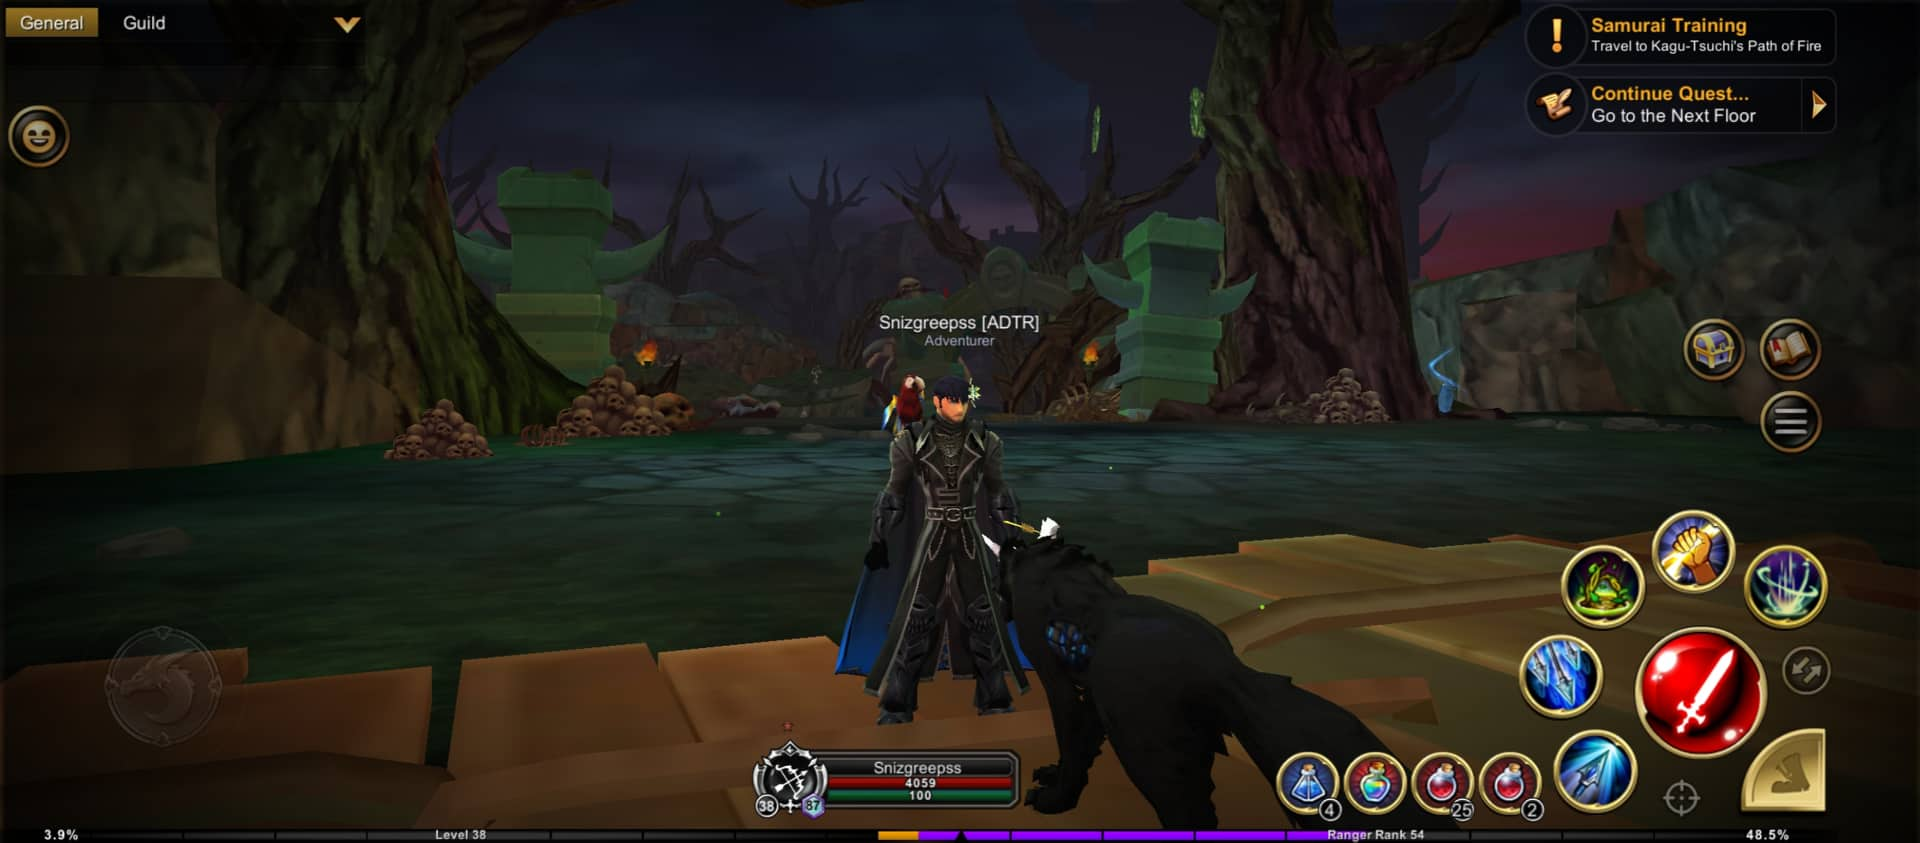 General
Guild
Samurai Training
Travel to Kagu-Tsuchi's Path of Fire
Continue Quest...
Go to the Next Floor
Snizgreepss [ADTR]
Adventurer
Snizgreepss
4059
100
38
87
4
25
2
3.9%
Level 38
Ranger Rank 54
48.5%